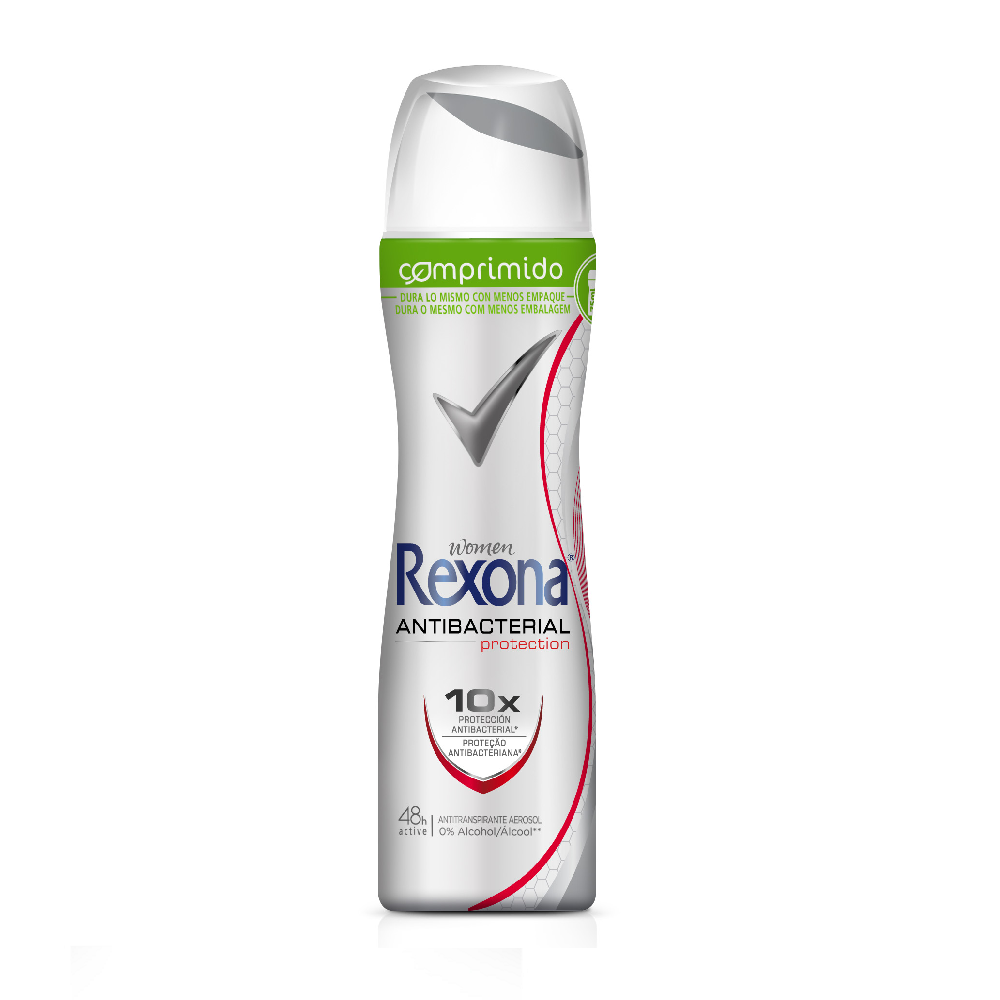 comprimido
DURA LO MISMO CON MENOS EMPAQUE
DURA O MESMO COM MENOS EMBALAGEM
women
Rexona®
ANTIBACTERIAL
protection
10x
PROTECCIÓN
ANTIBACTERIAL*
PROTEÇÃO
ANTIBACTERIANA*
48h
active
ANTITRANSPIRANTE AEROSOL
0% Alcohol/Álcool**